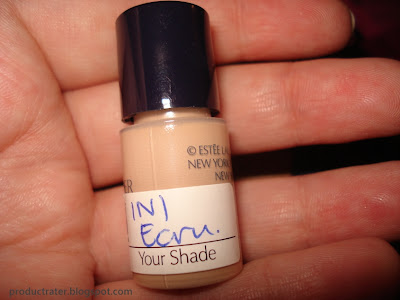 © ESTÉE LA
NEW YORK
NEW
R
1N1
Ecru.
Your Shade
productrater.blogspot.com